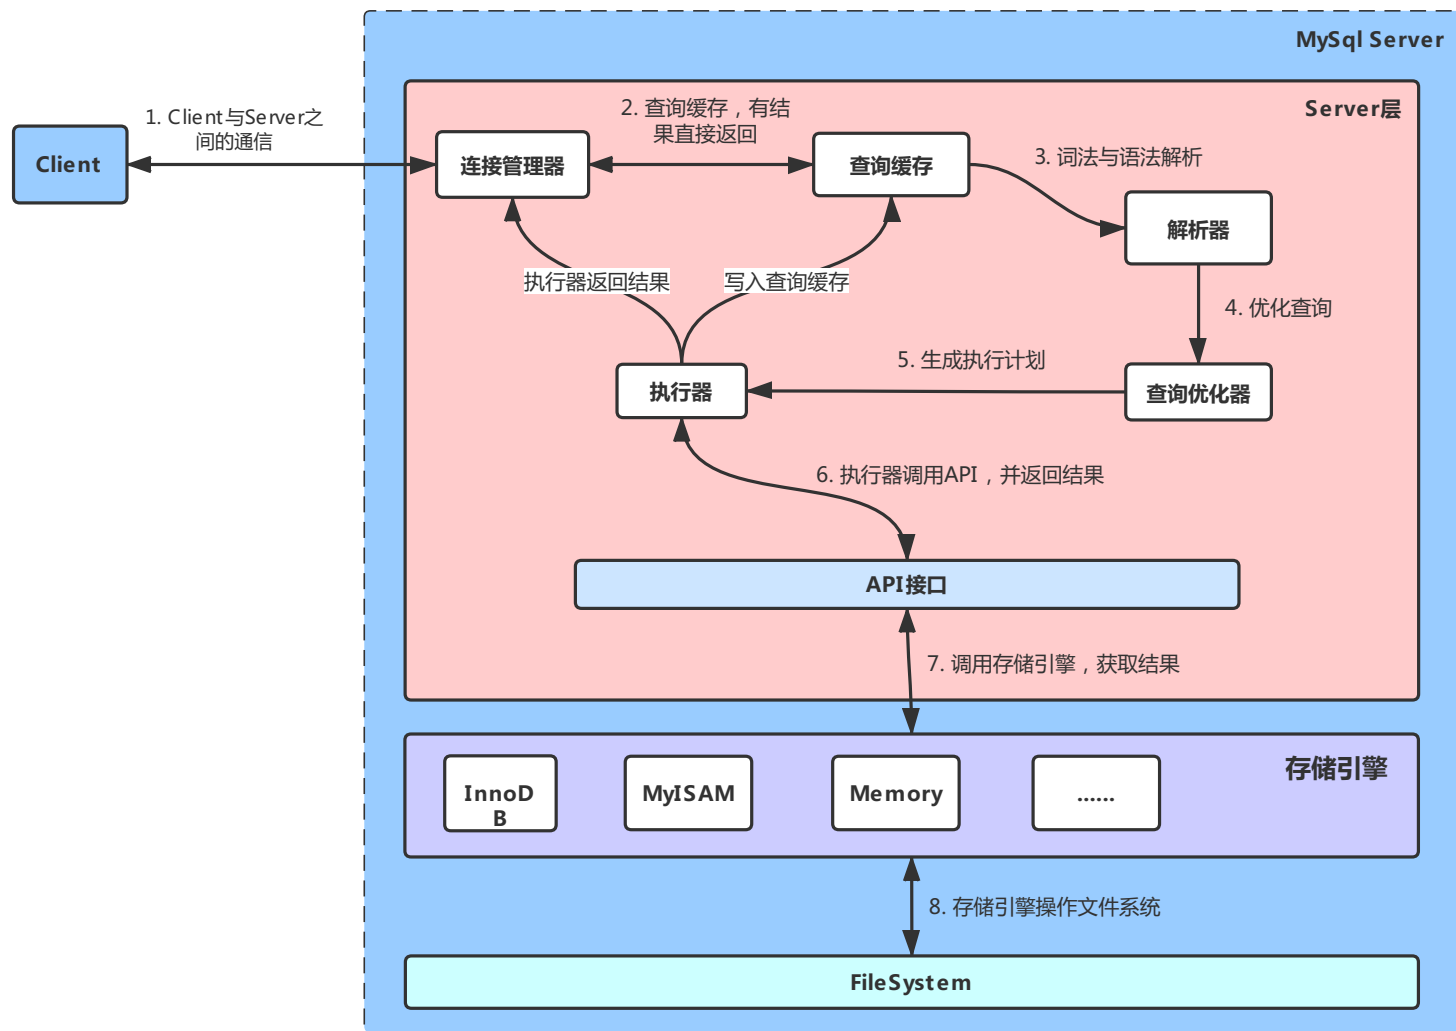 MySql Server
Server层
1. Client与Server之
间的通信
2. 查询缓存，有结
果直接返回
Client
连接管理器
查询缓存
3. 词法与语法解析
解析器
执行器返回结果
写入查询缓存
4. 优化查询
5. 生成执行计划
执行器
查询优化器
6. 执行器调用API，并返回结果
API接口
7. 调用存储引擎，获取结果
存储引擎
InnoD
B
MyISAM
Memory
......
8. 存储引擎操作文件系统
FileSystem